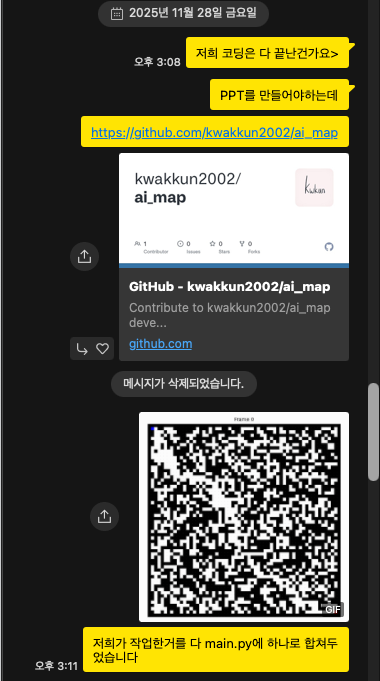 2025년 11월 28일 금요일
저희 코딩은 다 끝난건가요>
오후 3:08
PPT를 만들어야하는데
https://github.com/kwakkun2002/ai_map
kwakkun2002/
ai_map
kwkan
1
Contributor
0
Issues
0
Stars
0
Forks
GitHub - kwakkun2002/ai_map
Contribute to kwakkun2002/ai_map
deve...
github.com
메시지가 삭제되었습니다.
Frame 0
GIF
저희가 작업한거를 다 main.py에 하나로 합쳐두
었습니다
오후 3:11